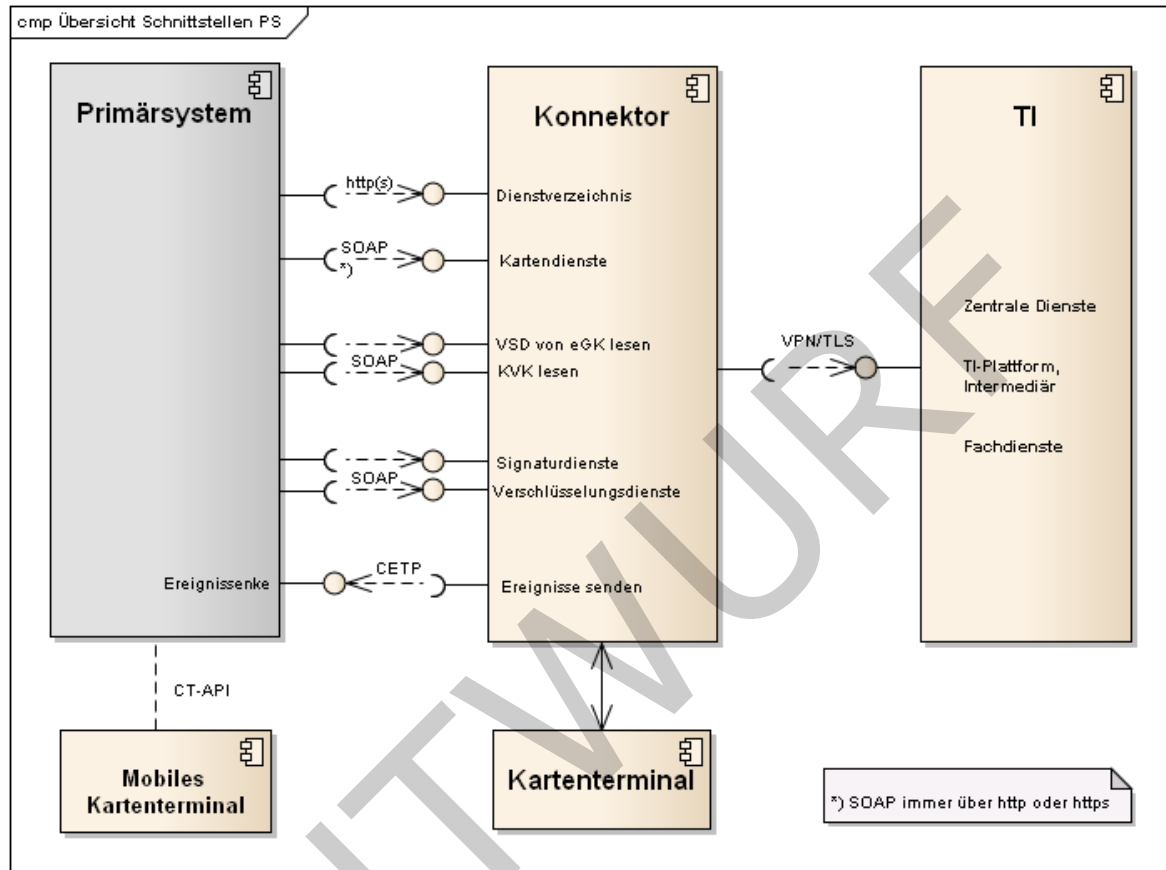 cmp Übersicht Schnittstellen PS
Primärsystem
Konnektor
TI
http(s)
Dienstverzeichnis
SOAP
*)
Kartendienste
Zentrale Dienste
VSD von eGK lesen
SOAP
KVK lesen
VPN/TLS
TI-Plattform,
Intermediär
Fachdienste
Signaturdienste
SOAP
Verschlüsselungsdienste
Ereignissenke
CETP
Ereignisse senden
CT-API
Mobiles
Kartenterminal
Kartenterminal
*) SOAP immer über http oder https
NTWURF